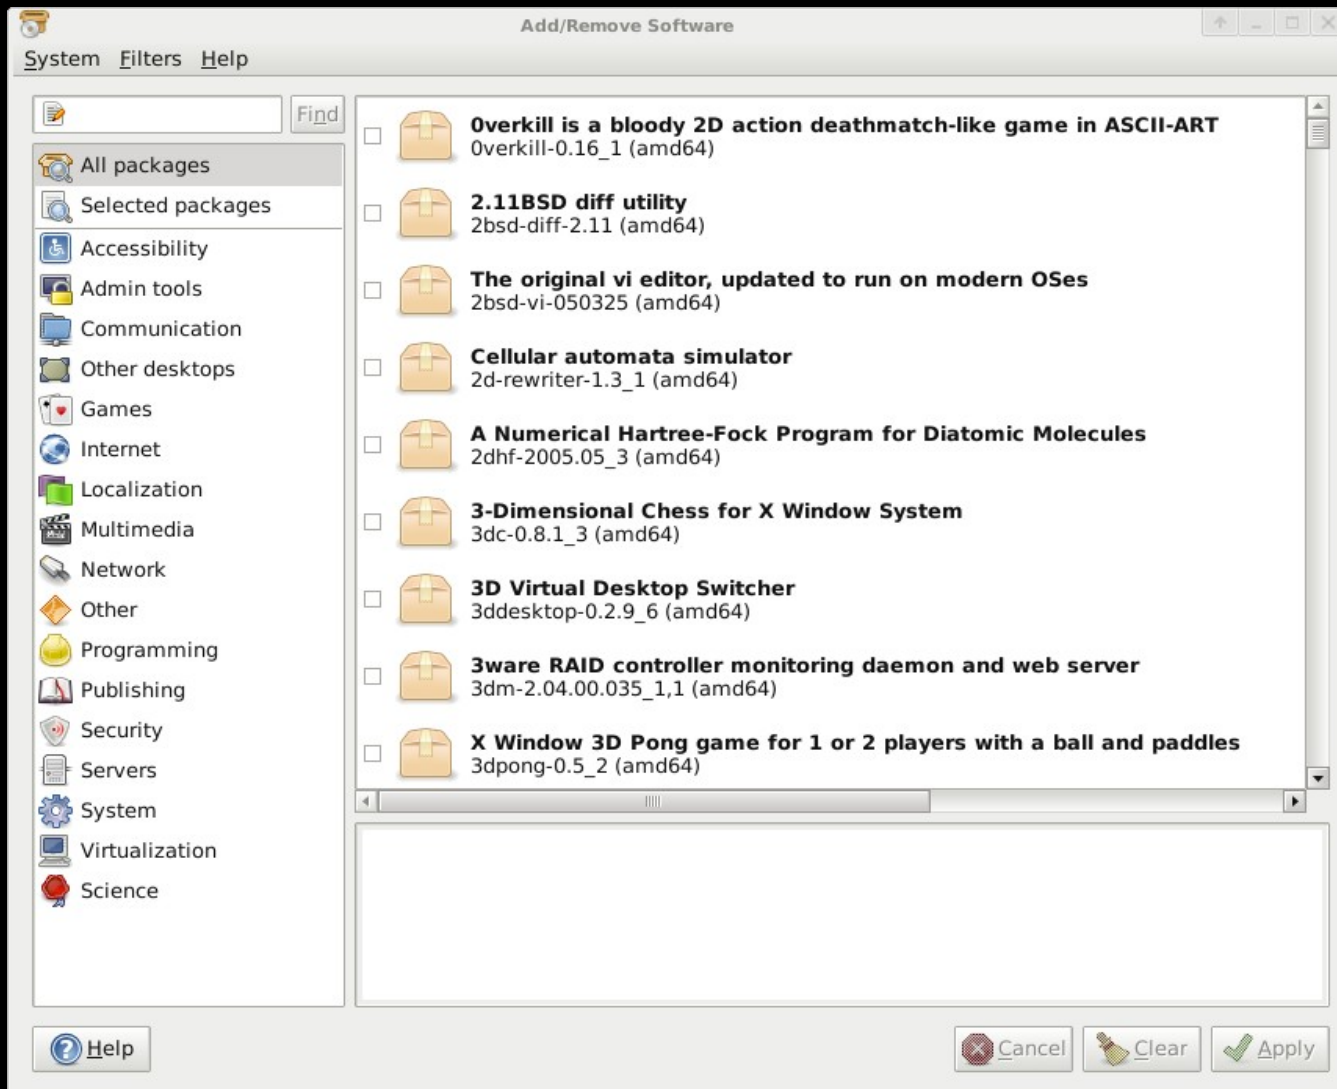 Add/Remove Software
System Filters Help
Find
All packages
Selected packages
Accessibility
Admin tools
Communication
Other desktops
Games
Internet
Localization
Multimedia
Network
Other
Programming
Publishing
Security
Servers
System
Virtualization
Science
0verkill is a bloody 2D action deathmatch-like game in ASCII-ART
0verkill-0.16_1 (amd64)
2.11BSD diff utility
2bsd-diff-2.11 (amd64)
The original vi editor, updated to run on modern OSes
2bsd-vi-050325 (amd64)
Cellular automata simulator
2d-rewriter-1.3_1 (amd64)
A Numerical Hartree-Fock Program for Diatomic Molecules
2dhf-2005.05_3 (amd64)
3-Dimensional Chess for X Window System
3dc-0.8.1_3 (amd64)
3D Virtual Desktop Switcher
3ddesktop-0.2.9_6 (amd64)
3ware RAID controller monitoring daemon and web server
3dm-2.04.00.035_1,1 (amd64)
X Window 3D Pong game for 1 or 2 players with a ball and paddles
3dpong-0.5_2 (amd64)
Help
Cancel
Clear
Apply